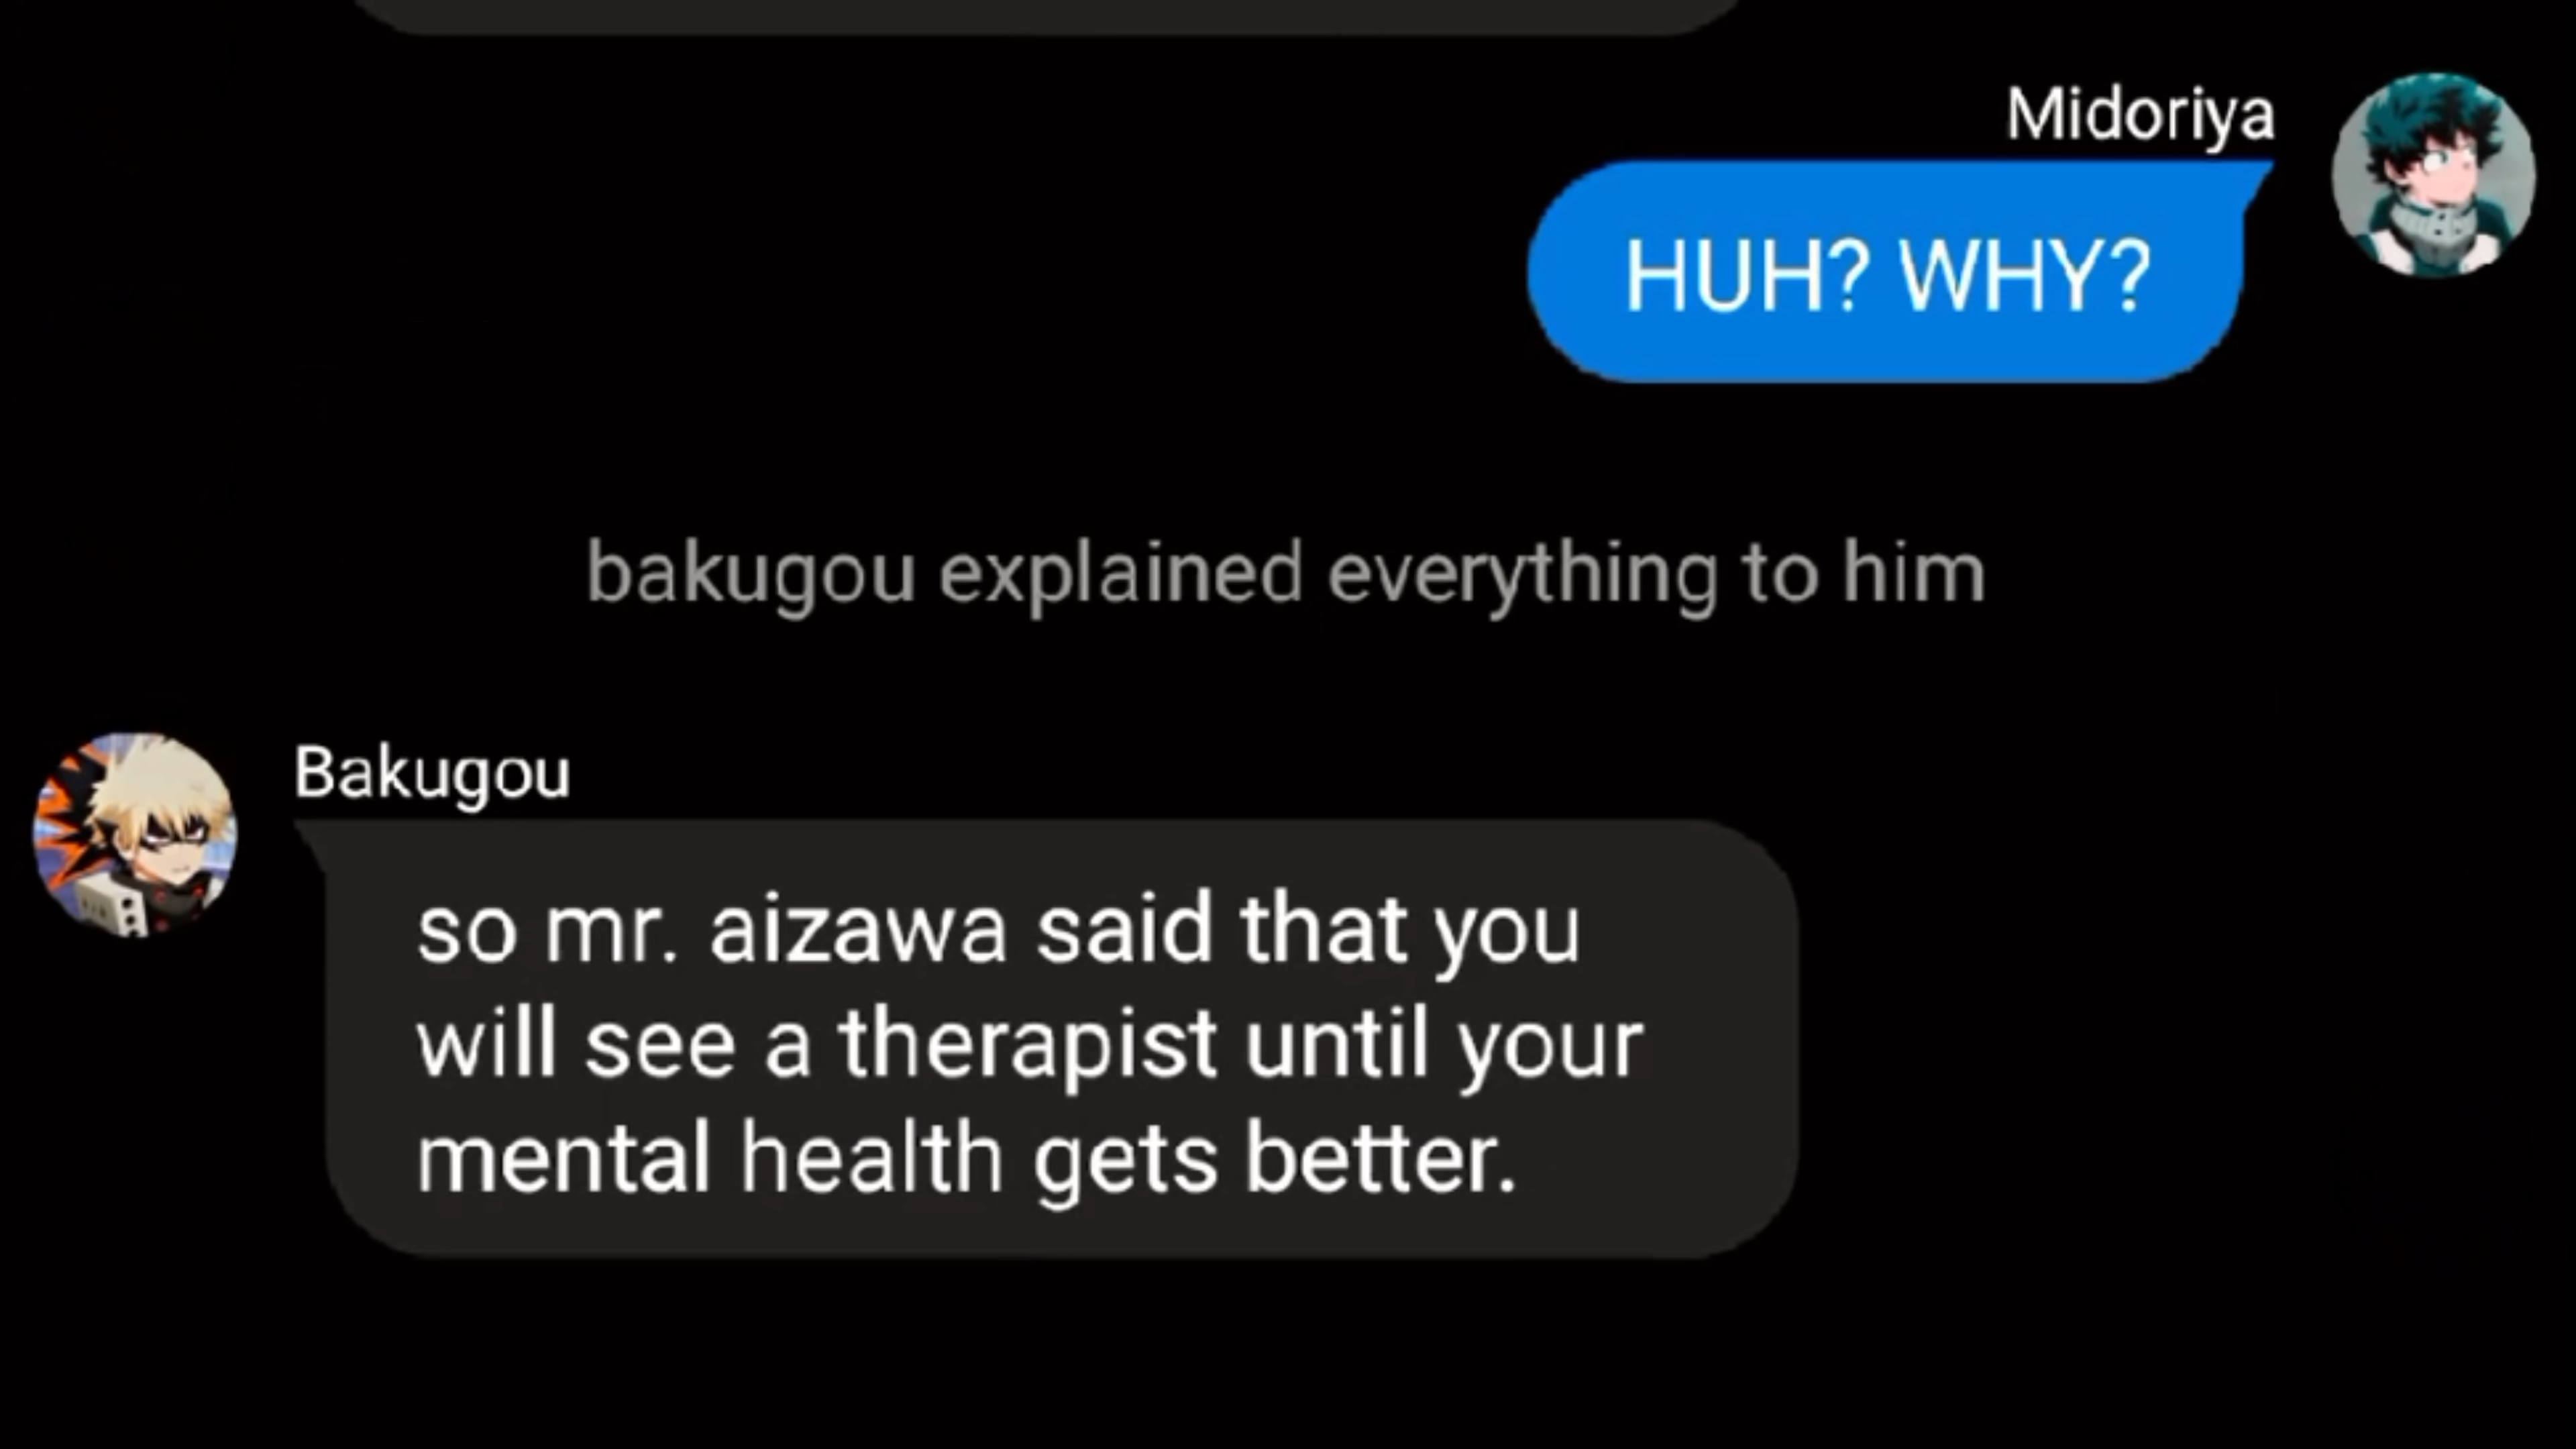 Midoriya
HUH? WHY?
bakugou explained everything to him
Bakugou
so mr. aizawa said that you
will see a therapist until your
mental health gets better.